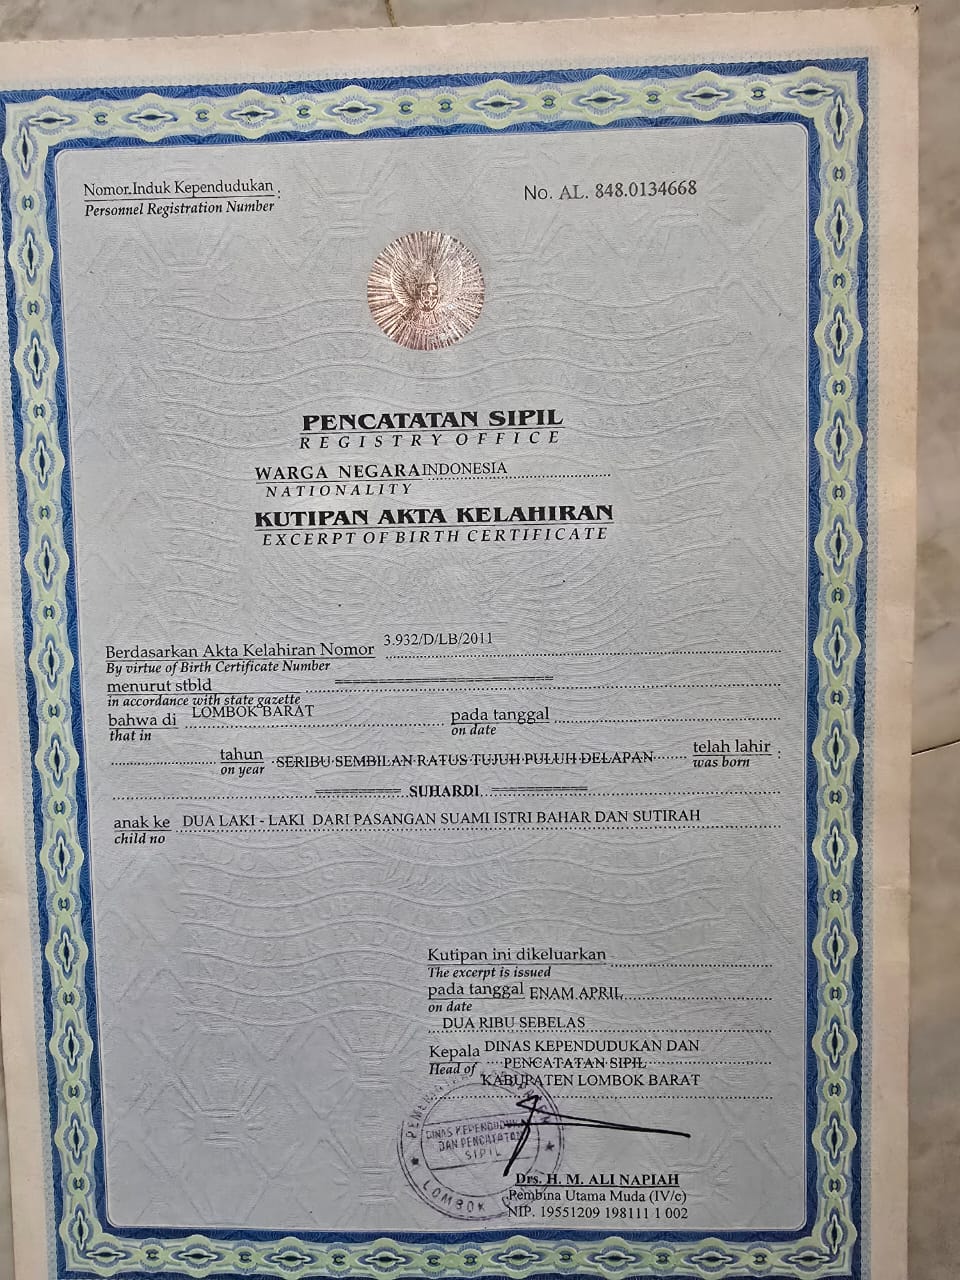 Nomor Induk Kependudukan :
Personnel Registration Number
No. AL. 848.0134668
PENCATATAN SIPIL
REGISTRY OFFICE
WARGA NEGARA INDONESIA
NATIONALITY
KUTIPAN AKTA KELAHIRAN
EXCERPT OF BIRTH CERTIFICATE
Berdasarkan Akta Kelahiran Nomor 3.932/D/LB/2011
By virtue of Birth Certificate Number
menurut stbld
in accordance with state gazette
bahwa di LOMBOK BARAT pada tanggal
that in on date
tahun SERIBU SEMBILAN RATUS TUJUH PULUH DELAPAN telah lahir :
on year was born
SUHARDI
anak ke DUA LAKI - LAKI DARI PASANGAN SUAMI ISTRI BAHAR DAN SUTIRAH
child no
Kutipan ini dikeluarkan
The excerpt is issued
pada tanggal ENAM APRIL
on date
DUA RIBU SEBELAS
Kepala DINAS KEPENDUDUKAN DAN
Head of PENCATATAN SIPIL
KABUPATEN LOMBOK BARAT
DINAS KEPENDUDUKAN
DAN PENCATATAN
SIPIL
LOMBOK
Drs. H. M. ALI NAPIAH
Pembina Utama Muda (IV/c)
NIP. 19551209 198111 1 002